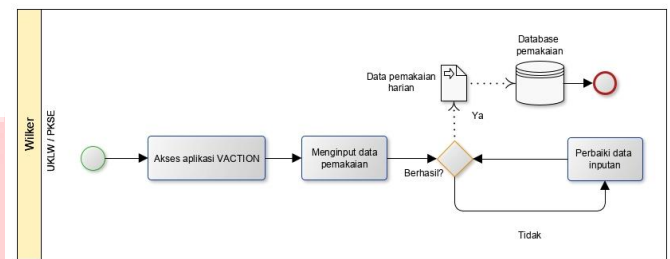 Wilker
UKLW / PKSE
Akses aplikasi VACTION
Menginput data
pemakaian
Berhasil?
Ya
Data pemakaian
harian
Database
pemakaian
Perbaiki data
inputan
Tidak